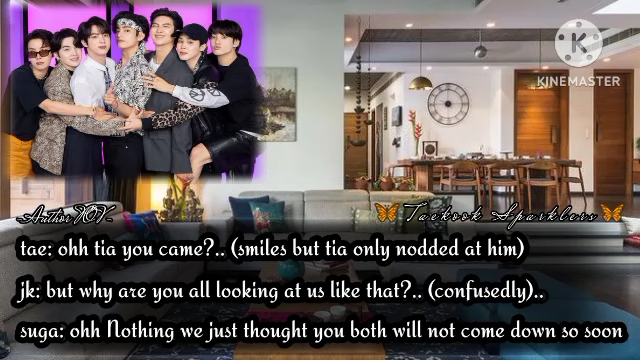 KINEMASTER
Author POV-
🦋Taekook Sparklers🦋
tae: ohh tia you came?.. (smiles but tia only nodded at him)
jk: but why are you all looking at us like that?.. (confusedly)..
suga: ohh Nothing we just thought you both will not come down so soon